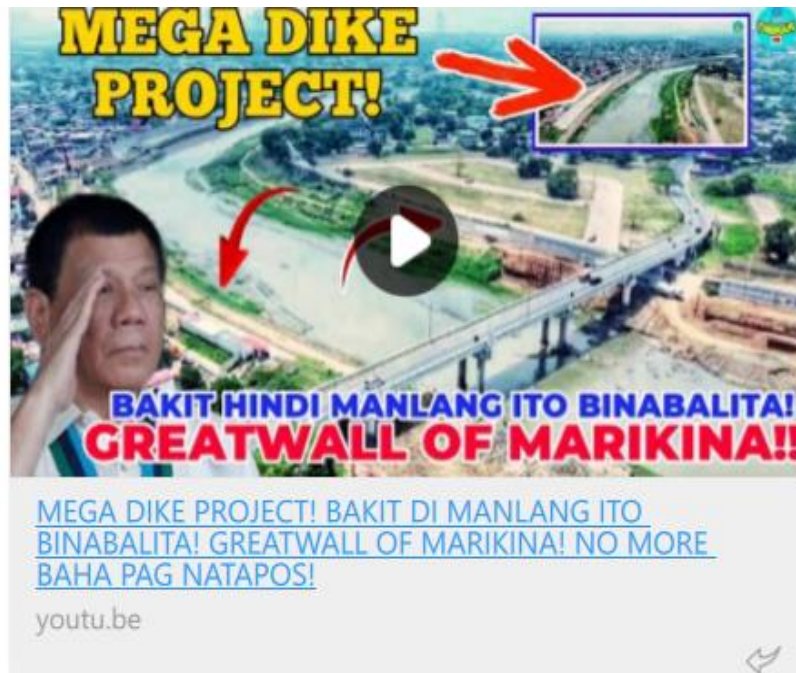 MEGA DIKE
PROJECT!
BAKIT HINDI MANLANG ITO BINABALITA!
GREATWALL OF MARIKINA!!
MEGA DIKE PROJECT! BAKIT DI MANLANG ITO
BINABALITA! GREATWALL OF MARIKINA! NO MORE
BAHA PAG NATAPOS!
youtu.be